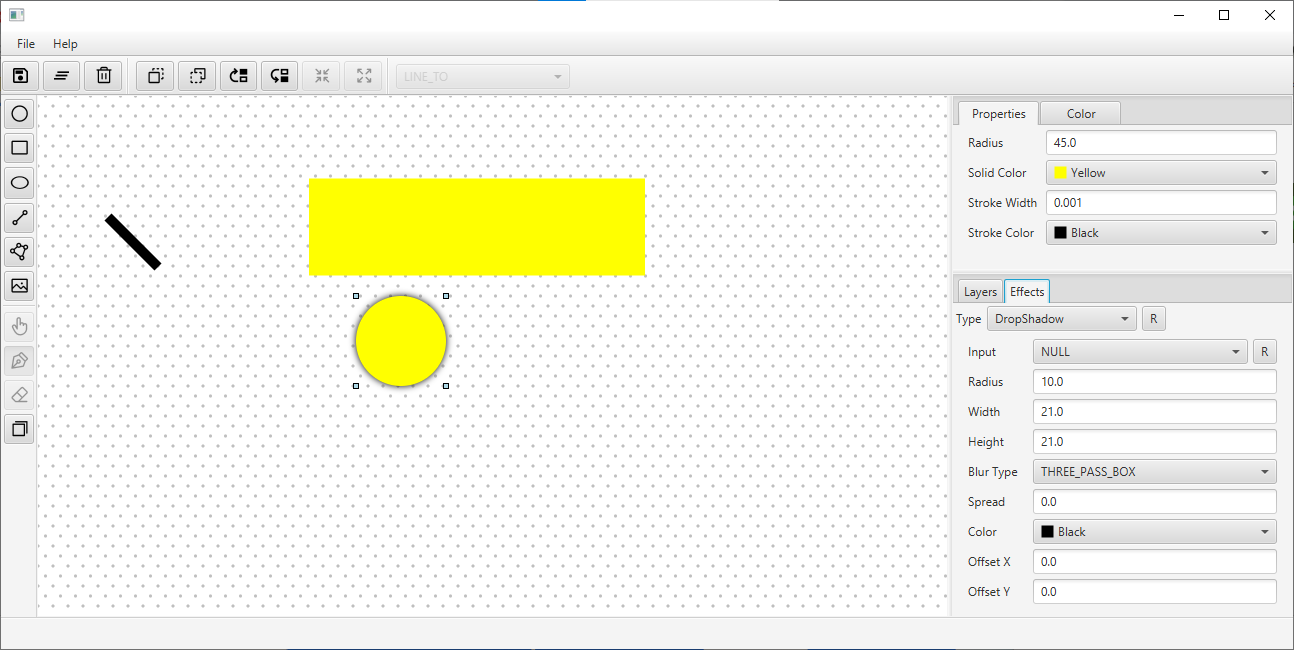 File Help
LINE_TO
Properties Color
Radius 45.0
Solid Color Yellow
Stroke Width 0.001
Stroke Color Black
Layers Effects
Type DropShadow R
Input NULL R
Radius 10.0
Width 21.0
Height 21.0
Blur Type THREE_PASS_BOX
Spread 0.0
Color Black
Offset X 0.0
Offset Y 0.0